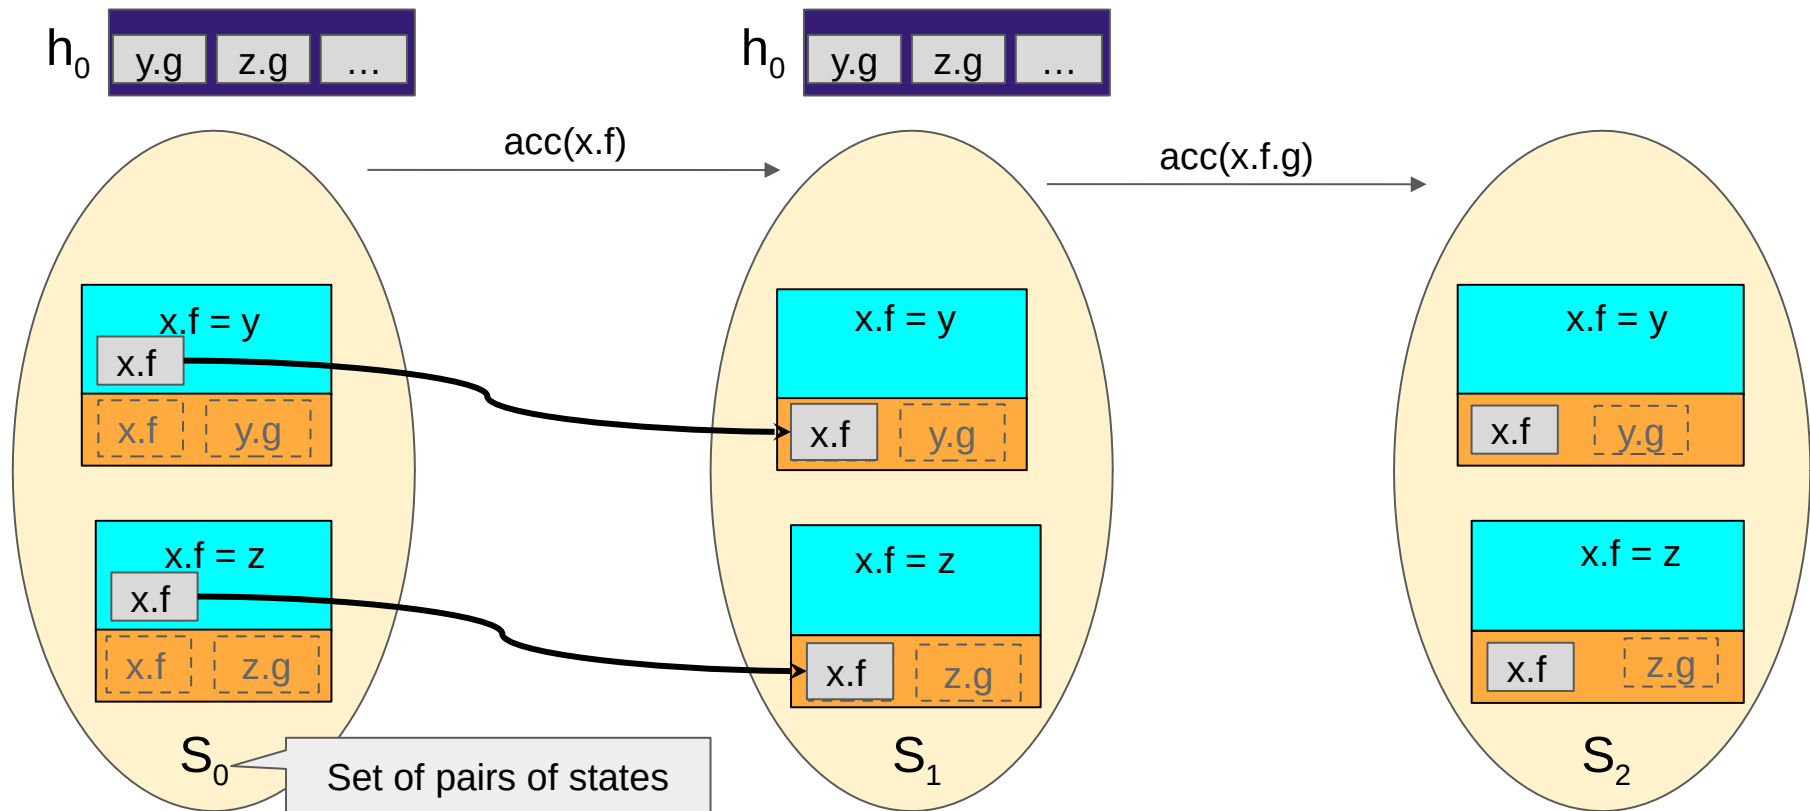 h₀ y.g z.g … h₀ y.g z.g …
acc(x.f)
acc(x.f.g)
x.f = y
x.f
x.f y.g
x.f = z
x.f
x.f z.g
S₀
Set of pairs of states
x.f = y
x.f y.g
x.f = z
x.f z.g
S₁
x.f = y
x.f y.g
x.f = z
x.f z.g
S₂